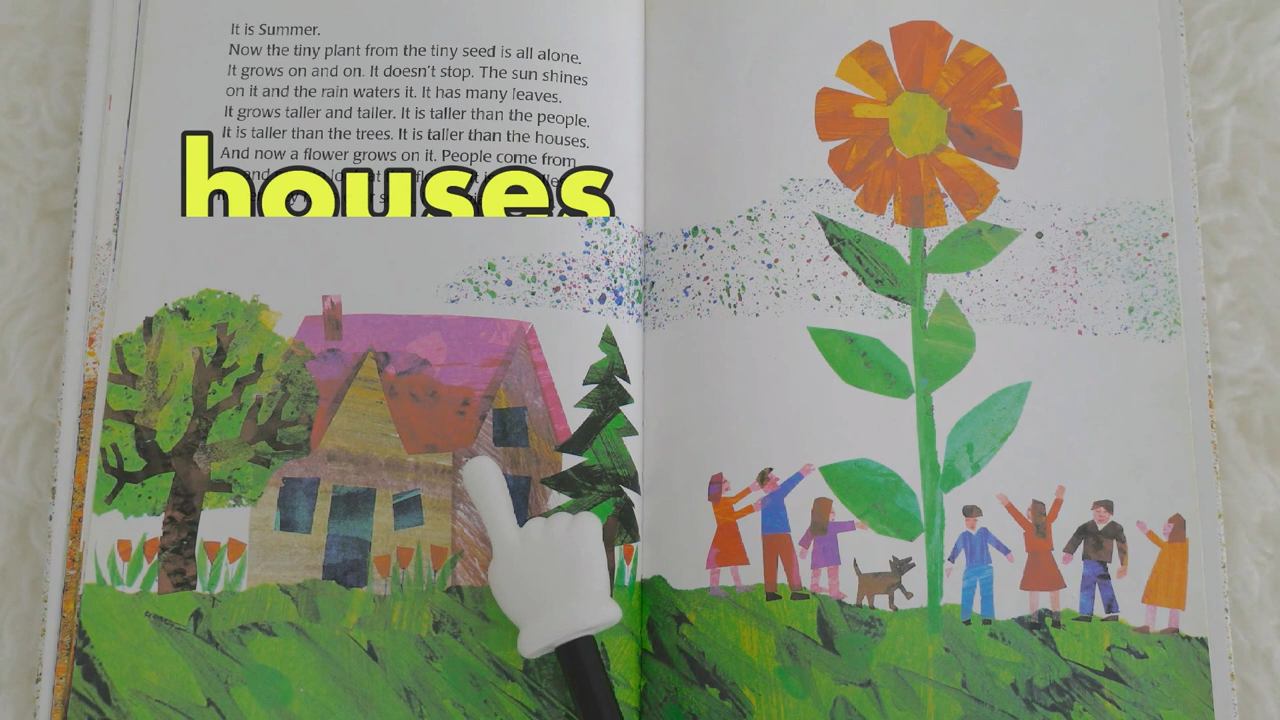 It is Summer.
Now the tiny plant from the tiny seed is all alone.
It grows on and on. It doesn't stop. The sun shines
on it and the rain waters it. It has many leaves.
It grows taller and taller. It is taller than the people.
It is taller than the trees. It is taller than the houses.
And now a flower grows on it. People come from
houses